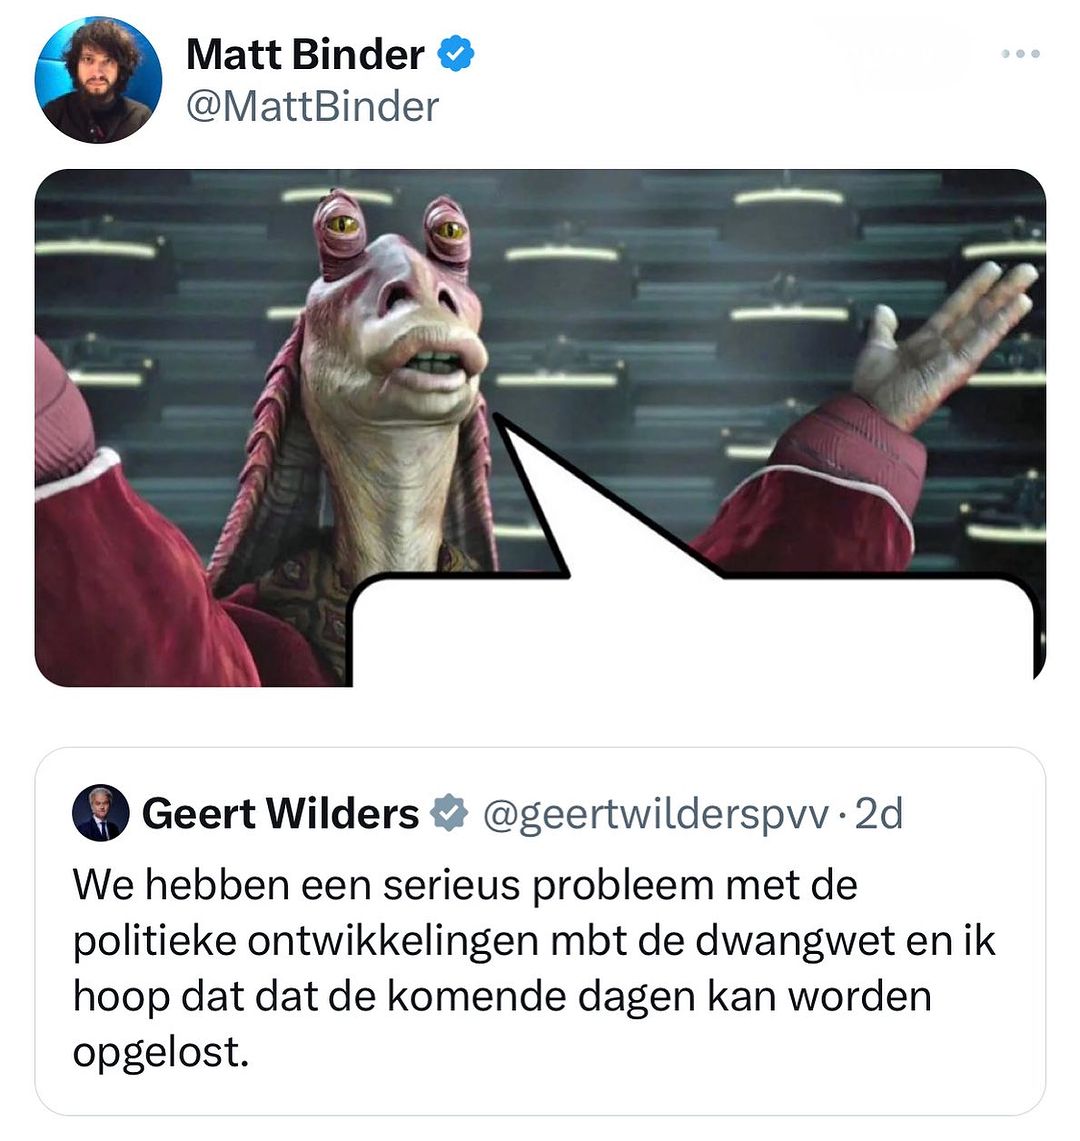 Matt Binder
@MattBinder
Geert Wilders @geertwilderspvv · 2d
We hebben een serieus probleem met de
politieke ontwikkelingen mbt de dwangwet en ik
hoop dat dat de komende dagen kan worden
opgelost.